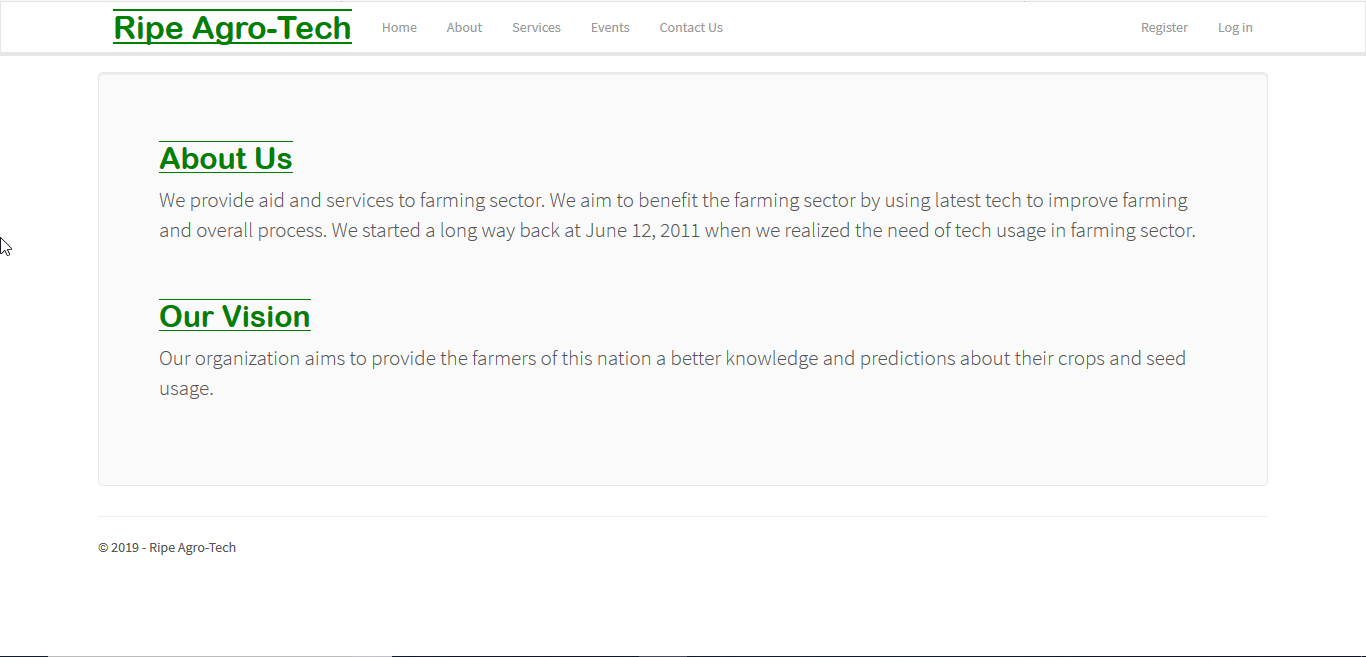 Ripe Agro-Tech Home About Services Events Contact Us Register Log in
About Us
We provide aid and services to farming sector. We aim to benefit the farming sector by using latest tech to improve farming
and overall process. We started a long way back at June 12, 2011 when we realized the need of tech usage in farming sector.
Our Vision
Our organization aims to provide the farmers of this nation a better knowledge and predictions about their crops and seed
usage.
© 2019 - Ripe Agro-Tech